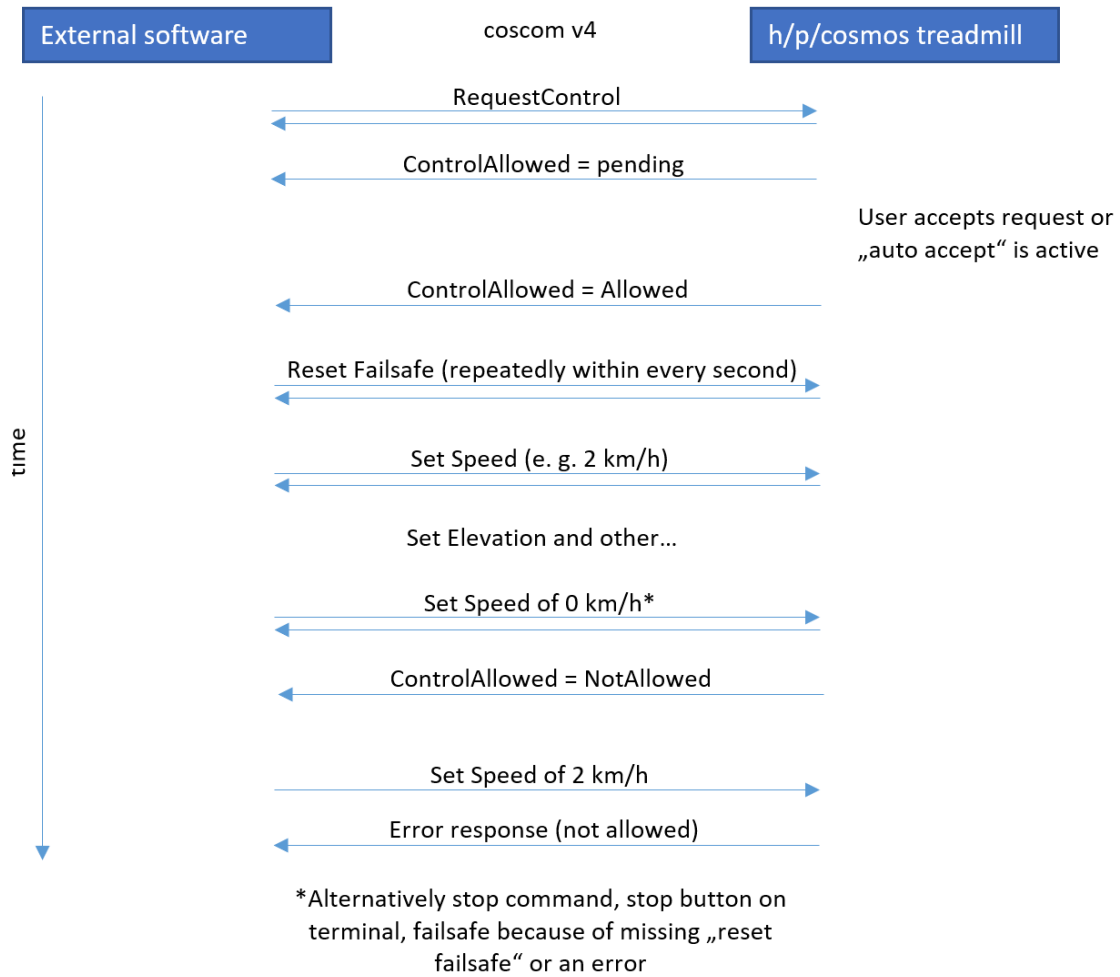 External software
coscom v4
h/p/cosmos treadmill
RequestControl
ControlAllowed = pending
User accepts request or
„auto accept“ is active
ControlAllowed = Allowed
Reset Failsafe (repeatedly within every second)
time
Set Speed (e. g. 2 km/h)
Set Elevation and other…
Set Speed of 0 km/h*
ControlAllowed = NotAllowed
Set Speed of 2 km/h
Error response (not allowed)
*Alternatively stop command, stop button on
terminal, failsafe because of missing „reset
failsafe“ or an error